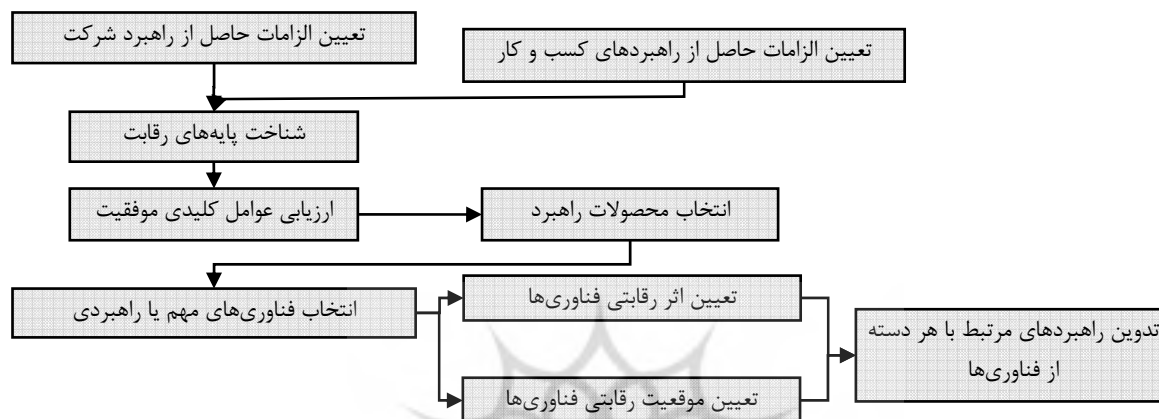 تعیین الزامات حاصل از راهبرد شرکت
تعیین الزامات حاصل از راهبردهای کسب و کار
شناخت پایه‌های رقابت
ارزیابی عوامل کلیدی موفقیت
انتخاب محصولات راهبرد
انتخاب فناوری‌های مهم یا راهبردی
تعیین اثر رقابتی فناوری‌ها
تعیین موقعیت رقابتی فناوری‌ها
تدوین راهبردهای مرتبط با هر دسته
از فناوری‌ها